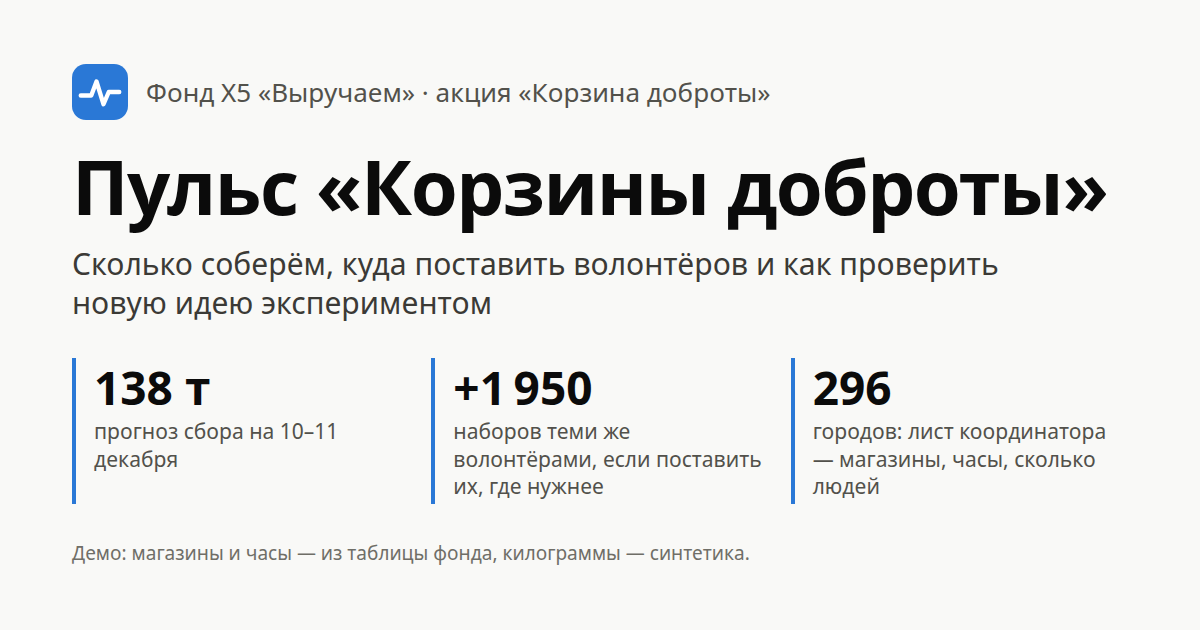 Фонд X5 «Выручаем» · акция «Корзина доброты»
Пульс «Корзины доброты»
Сколько соберём, куда поставить волонтёров и как проверить
новую идею экспериментом
138 т
прогноз сбора на 10–11
декабря
+1 950
наборов теми же
волонтёрами, если поставить
их, где нужнее
296
городов: лист координатора
— магазины, часы, сколько
людей
Демо: магазины и часы — из таблицы фонда, килограммы — синтетика.